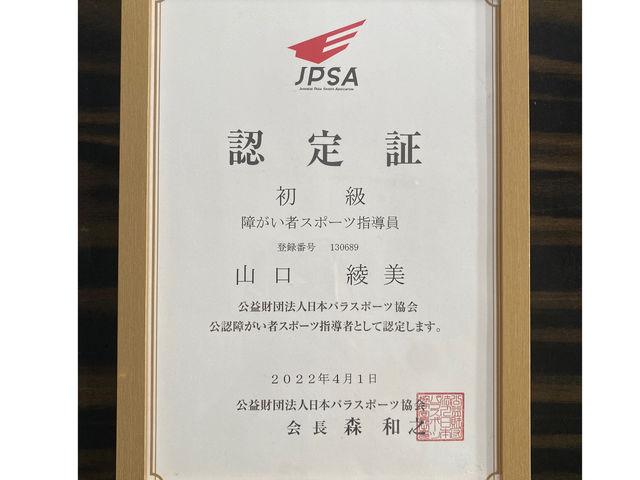 JPSA
Japanese Para Sports Association
認定証
初　級
障がい者スポーツ指導員
登録番号　130689
山口　綾美
公益財団法人日本パラスポーツ協会
公認障がい者スポーツ指導者として認定します。
２０２２年４月１日
公益財団法人日本パラスポーツ協会
会長 森 和之